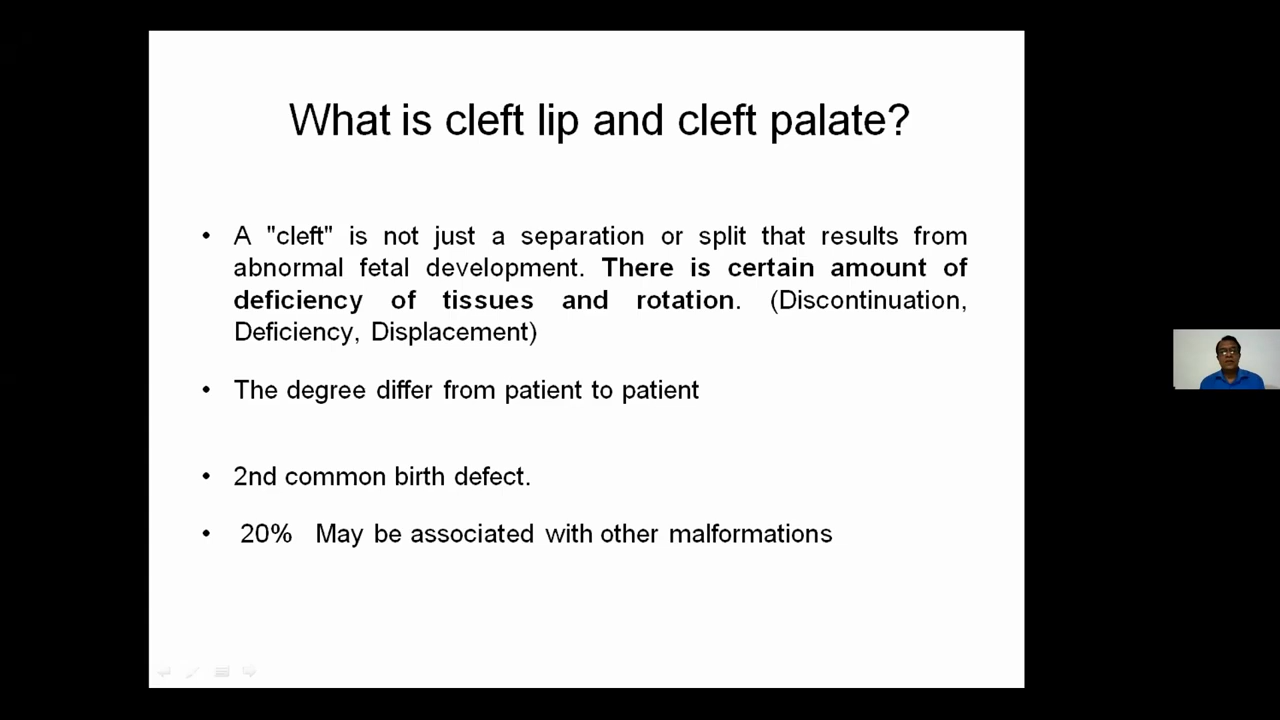 What is cleft lip and cleft palate?
• A "cleft" is not just a separation or split that results from
abnormal fetal development. There is certain amount of
deficiency of tissues and rotation. (Discontinuation,
Deficiency, Displacement)
• The degree differ from patient to patient
• 2nd common birth defect.
• 20% May be associated with other malformations